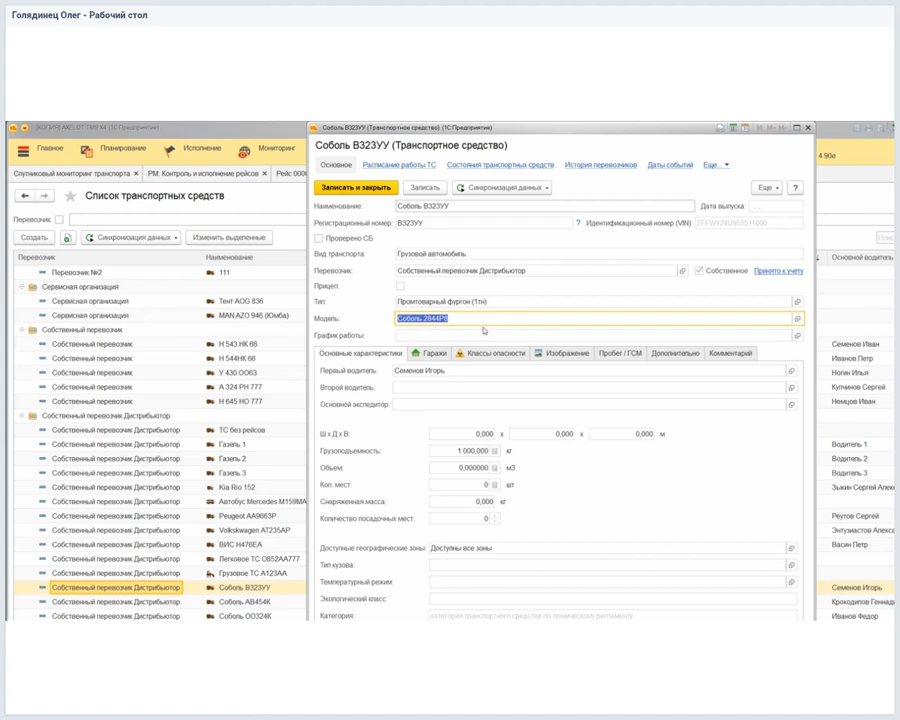 Голядинец Олег - Рабочий стол
[КОПИЯ] AXELOT TMS X4 (1С:Предприятие)
Соболь В323УУ (Транспортное средство) (1С:Предприятие)
M M+ M-
Главное
Планирование
Исполнение
Мониторинг
4.90e
Соболь В323УУ (Транспортное средство)
Основное
Расписание работы ТС
Состояния транспортных средств
История перевозчиков
Даты событий
Еще...
Спутниковый мониторинг транспорта ×
РМ: Контроль и исполнение рейсов ×
Записать и закрыть
Записать
Синхронизация данных
Еще
?
Список транспортных средств
Наименование:
Соболь В323УУ
Дата выпуска:
Перевозчик:
Регистрационный номер:
В323УУ
?
Идентификационный номер (VIN):
Создать
Синхронизация данных
Изменить выделенные
Проверено СБ
Вид транспорта:
Грузовой автомобиль
Перевозчик
Наименование
Основной водитель
Перевозчик:
Собственный перевозчик Дистрибьютор
Собственное
Принято к учету
Перевозчик №2
111
Прицеп:
Сервисная организация
Тип:
Промтоварный фургон (1тн)
Сервисная организация
Тент AOG 836
Модель:
Соболь 2844РВ
Сервисная организация
MAN AZO 946 (Юмба)
График работы:
Собственный перевозчик
Собственный перевозчик
Н 543 НК 66
Семенов Иван
Основные характеристики
Гаражи
Классы опасности
Изображение
Пробег / ГСМ
Дополнительно
Комментарий
Собственный перевозчик
Н 544НК 66
Иванов Петр
Первый водитель:
Семенов Игорь
Собственный перевозчик
У 430 ОО63
Ногин Илья
Второй водитель:
Собственный перевозчик
А 324 РН 777
Купчинов Сергей
Основной экспедитор:
Собственный перевозчик
Н 645 НО 777
Немцов Иван
Собственный перевозчик Дистрибьютор
Собственный перевозчик Дистрибьютор
ТС без рейсов
Ш x Д x В:
0,000 x 0,000 x 0,000 м
Собственный перевозчик Дистрибьютор
Газель 1
Водитель 1
Грузоподъемность:
1 000,000 кг
Собственный перевозчик Дистрибьютор
Газель 2
Водитель 2
Объем:
0,000000 м3
Собственный перевозчик Дистрибьютор
Газель 3
Водитель 3
Кол. мест:
0 шт
Собственный перевозчик Дистрибьютор
Kia Rio 152
Зыкин Сергей Алекс
Снаряженная масса:
0,000 кг
Собственный перевозчик Дистрибьютор
Автобус Mercedes M159MA
Количество посадочных мест:
0
Собственный перевозчик Дистрибьютор
Peugeot AA9663P
Реутов Сергей
Собственный перевозчик Дистрибьютор
Volkswagen AT235AP
Энтузиастов Алекса
Собственный перевозчик Дистрибьютор
ВИС Н476ЕА
Васин Петр
Доступные географические зоны:
Доступны все зоны
Собственный перевозчик Дистрибьютор
Легковое ТС О852АА777
Тип кузова:
Собственный перевозчик Дистрибьютор
Грузовое ТС А123АА
Температурный режим:
Собственный перевозчик Дистрибьютор
Соболь В323УУ
Семенов Игорь
Экологический класс:
Собственный перевозчик Дистрибьютор
Соболь АВ454К
Крокодилов Геннади
Категория:
категория транспортного средства по техническому регламенту
Собственный перевозчик Дистрибьютор
Соболь ОО324К
Иванов Федор